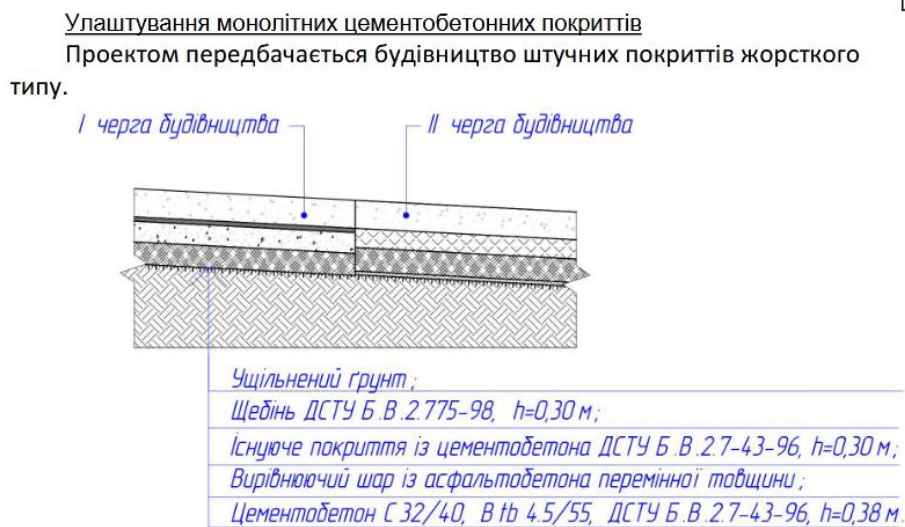 Улаштування монолітних цементобетонних покриттів
Проектом передбачається будівництво штучних покриттів жорсткого
типу.
I черга будівництва
II черга будівництва
Ущільнений ґрунт ;
Щебінь ДСТУ Б .В .2.775-98, h=0,30 м ;
Існуюче покриття із цементобетона ДСТУ Б .В .2.7-43-96, h=0,30 м ;
Вирівнюючий шар із асфальтобетона перемінної товщини ;
Цементобетон С 32/40, В tb 4.5/55, ДСТУ Б .В .2.7-43-96, h=0,38 м.